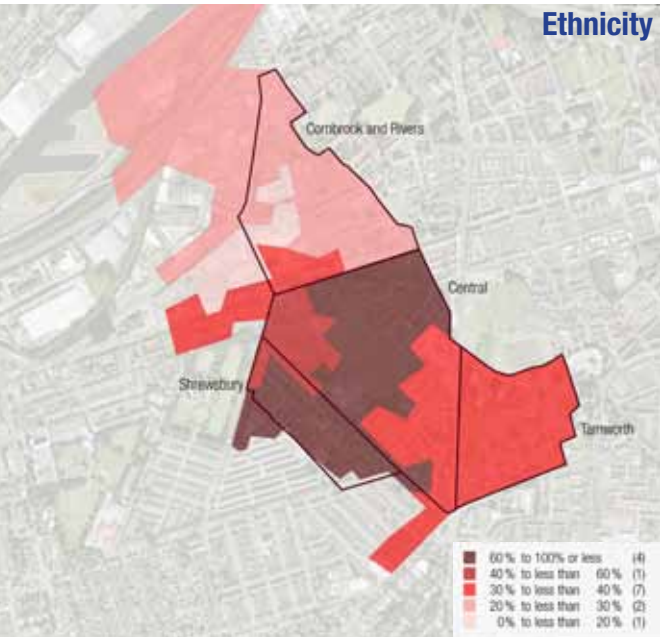 Ethnicity
Cornbrook and Rivers
Central
Shrewsbury
Tamworth
60% to 100% or less (4)
40% to less than 60% (1)
30% to less than 40% (7)
20% to less than 30% (2)
0% to less than 20% (1)